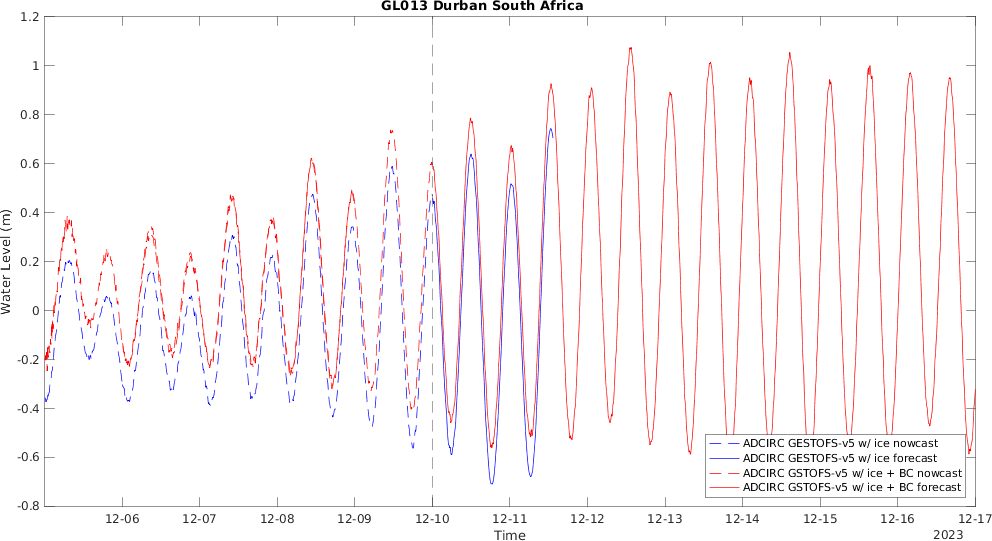 GL013 Durban South Africa
1.2
1
0.8
0.6
0.4
0.2
0
-0.2
-0.4
-0.6
-0.8
Water Level (m)
ADCIRC GESTOFS-v5 w/ ice nowcast
ADCIRC GESTOFS-v5 w/ ice forecast
ADCIRC GSTOFS-v5 w/ ice + BC nowcast
ADCIRC GSTOFS-v5 w/ ice + BC forecast
12-06 12-07 12-08 12-09 12-10 12-11 12-12 12-13 12-14 12-15 12-16 12-17
Time
2023